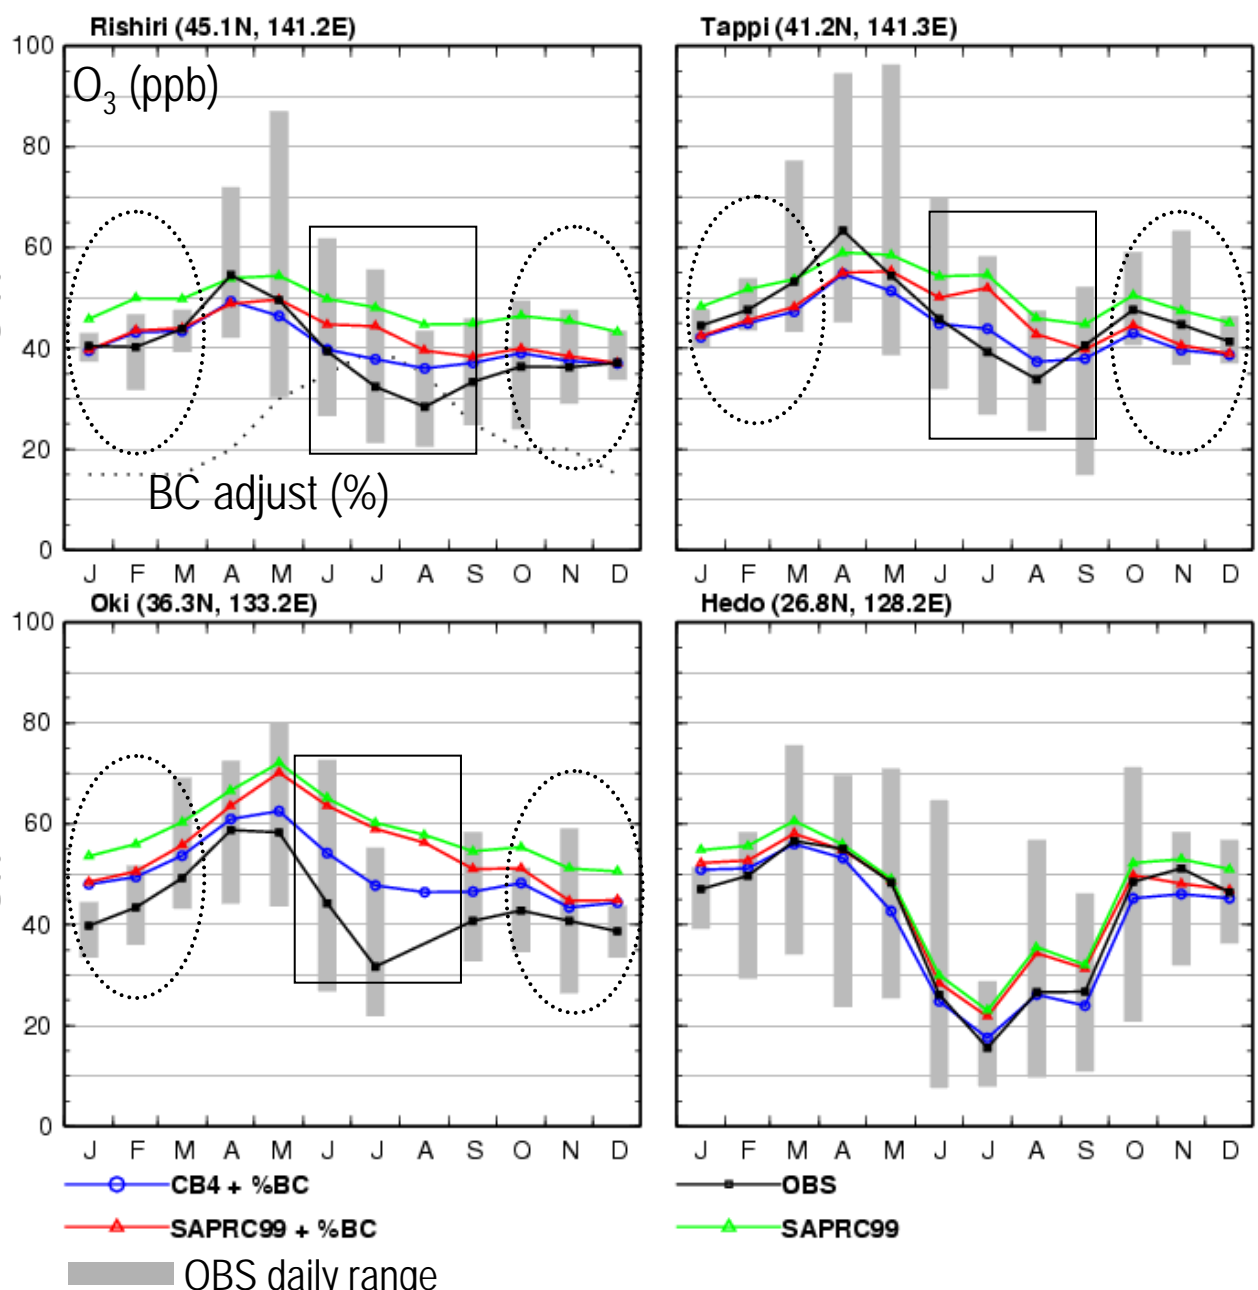 Rishiri (45.1N, 141.2E)
Tappi (41.2N, 141.3E)
O3 (ppb)
BC adjust (%)
100
80
60
40
20
0
J F M A M J J A S O N D
J F M A M J J A S O N D
Oki (36.3N, 133.2E)
Hedo (26.8N, 128.2E)
100
80
60
40
20
0
J F M A M J J A S O N D
J F M A M J J A S O N D
CB4 + %BC
OBS
SAPRC99 + %BC
SAPRC99
OBS daily range